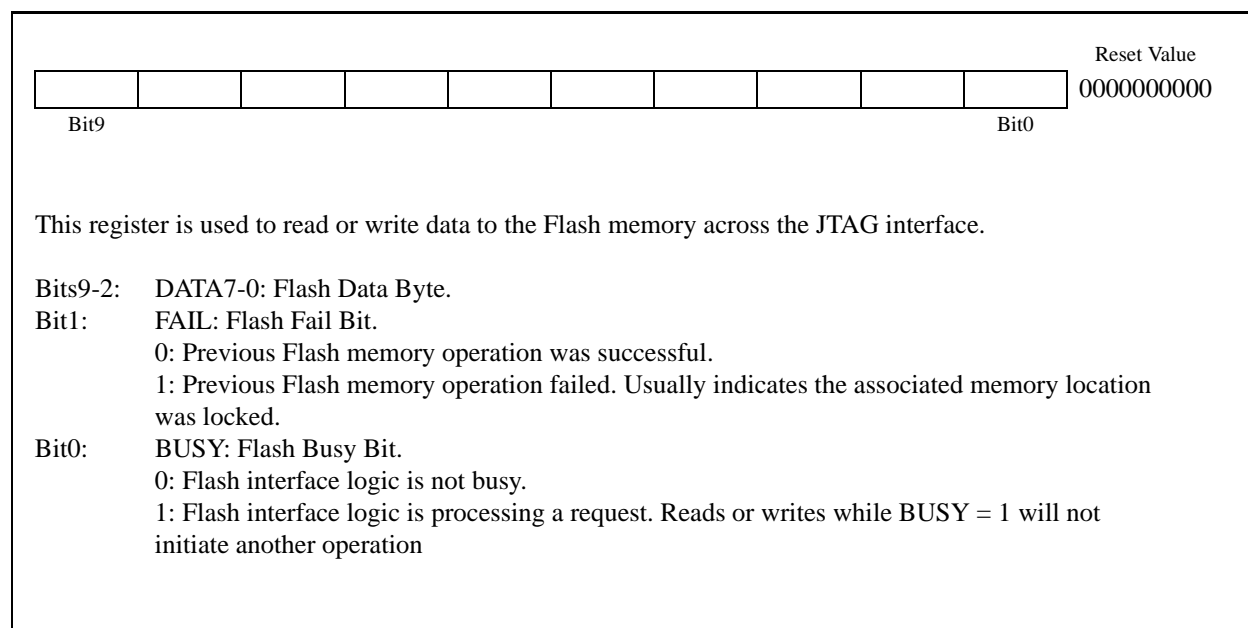 Reset Value
0000000000
Bit9 Bit0
This register is used to read or write data to the Flash memory across the JTAG interface.
Bits9-2: DATA7-0: Flash Data Byte.
Bit1: FAIL: Flash Fail Bit.
0: Previous Flash memory operation was successful.
1: Previous Flash memory operation failed. Usually indicates the associated memory location
was locked.
Bit0: BUSY: Flash Busy Bit.
0: Flash interface logic is not busy.
1: Flash interface logic is processing a request. Reads or writes while BUSY = 1 will not
initiate another operation